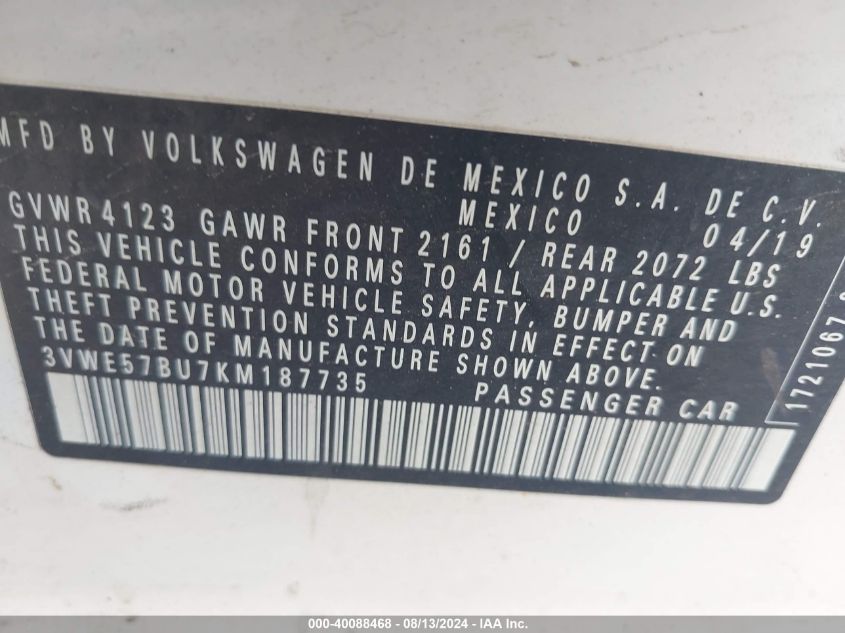 MFD BY VOLKSWAGEN DE MEXICO S.A. DE C.V.
MEXICO 04/19
GVWR 4123 GAWR FRONT 2161 / REAR 2072 LBS
THIS VEHICLE CONFORMS TO ALL APPLICABLE U.S.
FEDERAL MOTOR VEHICLE SAFETY, BUMPER AND
THEFT PREVENTION STANDARDS IN EFFECT ON
THE DATE OF MANUFACTURE SHOWN ABOVE.
3VWE57BU7KM187735 PASSENGER CAR
1721067
000-40088468 - 08/13/2024 - IAA Inc.